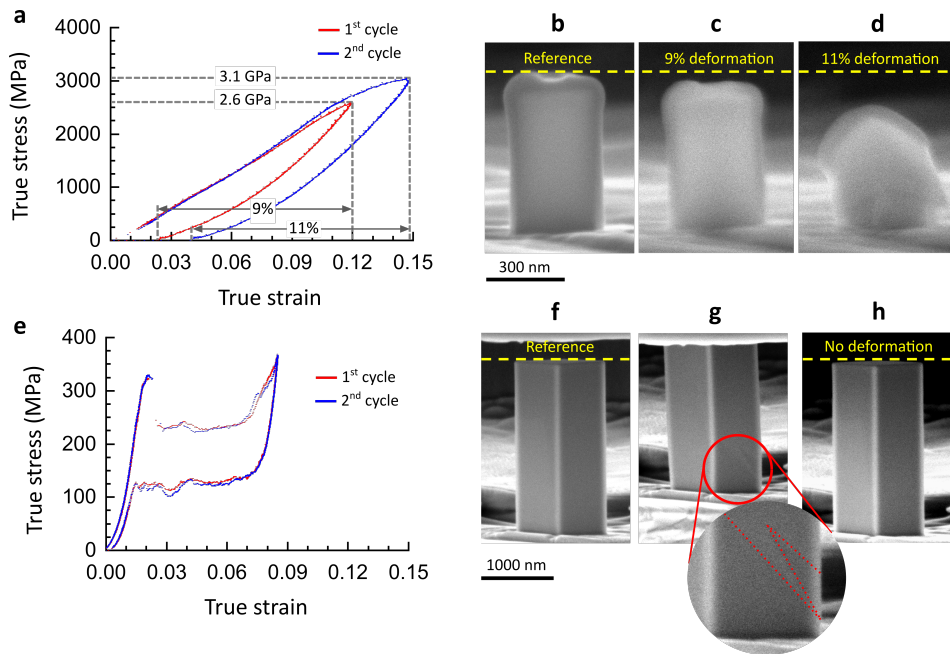 a
True stress (MPa)
4000
3000
2000
1000
0
1st cycle
2nd cycle
3.1 GPa
2.6 GPa
9%
11%
0.00 0.03 0.06 0.09 0.12 0.15
True strain
b
Reference
300 nm
c
9% deformation
d
11% deformation
e
True stress (MPa)
400
300
200
100
0
1st cycle
2nd cycle
0.00 0.03 0.06 0.09 0.12 0.15
True strain
f
Reference
1000 nm
g
h
No deformation